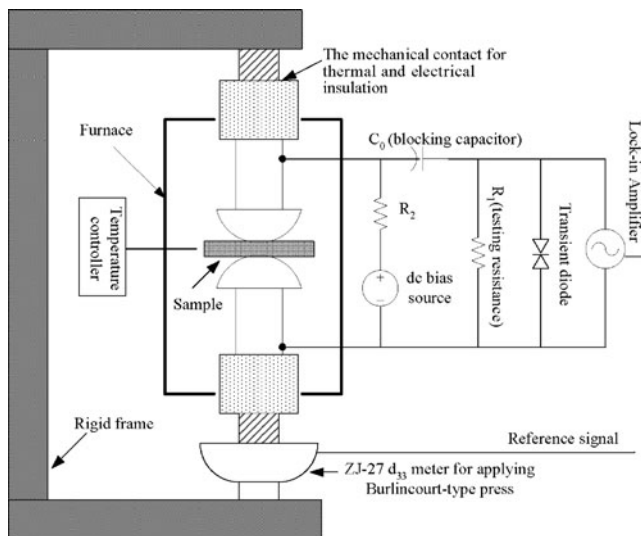 The mechanical contact for
thermal and electrical
insulation
Furnace
C0 (blocking capacitor)
Lock-in Amplifier
R2
R1(testing resistance)
Transient diode
Temperature
controller
dc bias
source
Sample
Rigid frame
Reference signal
ZJ-27 d33 meter for applying
Burlincourt-type press